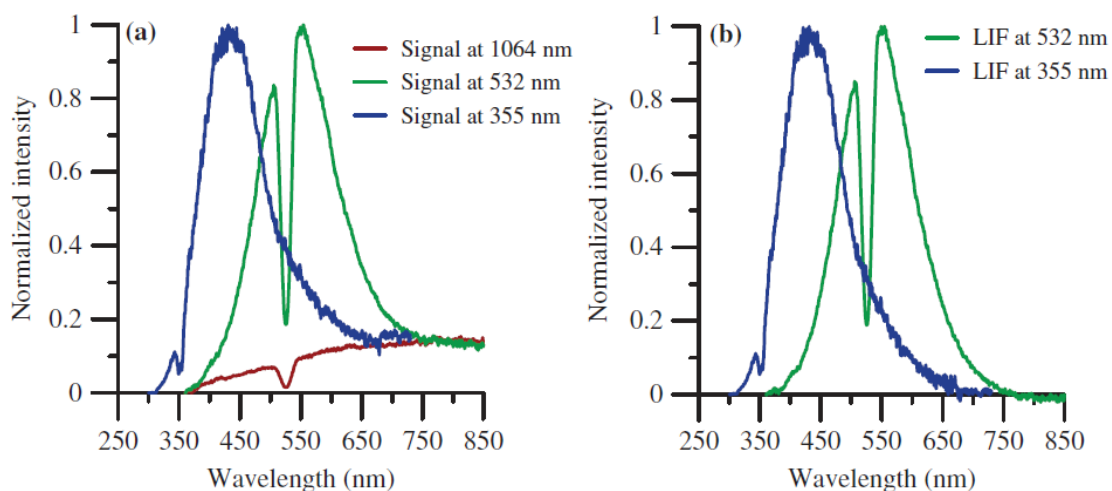 (a)
Signal at 1064 nm
Signal at 532 nm
Signal at 355 nm
Normalized intensity
1
0.8
0.6
0.4
0.2
0
250 350 450 550 650 750 850
Wavelength (nm)
(b)
LIF at 532 nm
LIF at 355 nm
Normalized intensity
1
0.8
0.6
0.4
0.2
0
250 350 450 550 650 750 850
Wavelength (nm)